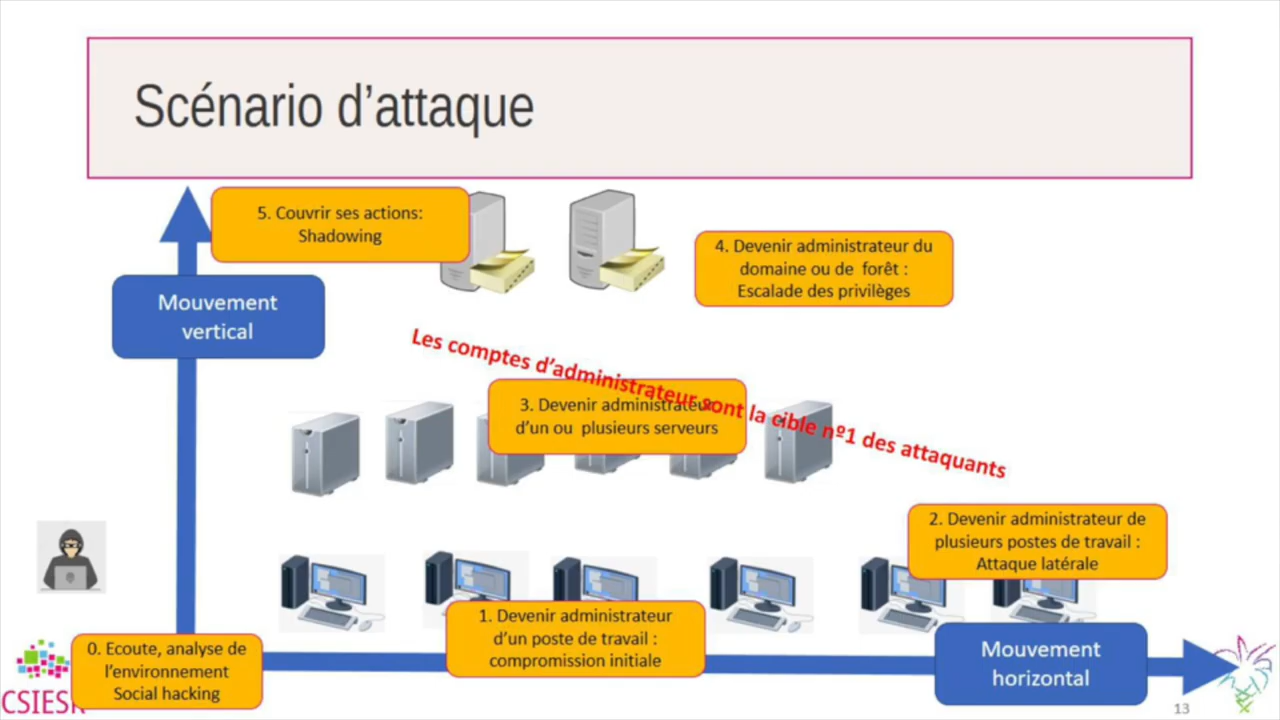 Scénario d'attaque
5. Couvrir ses actions:
Shadowing
4. Devenir administrateur du
domaine ou de forêt :
Escalade des privilèges
Mouvement
vertical
Les comptes d'administrateur sont la cible nº1 des attaquants
3. Devenir administrateur
d'un ou plusieurs serveurs
2. Devenir administrateur de
plusieurs postes de travail :
Attaque latérale
1. Devenir administrateur
d'un poste de travail :
compromission initiale
0. Ecoute, analyse de
l'environnement
Social hacking
Mouvement
horizontal
CSIESR
13